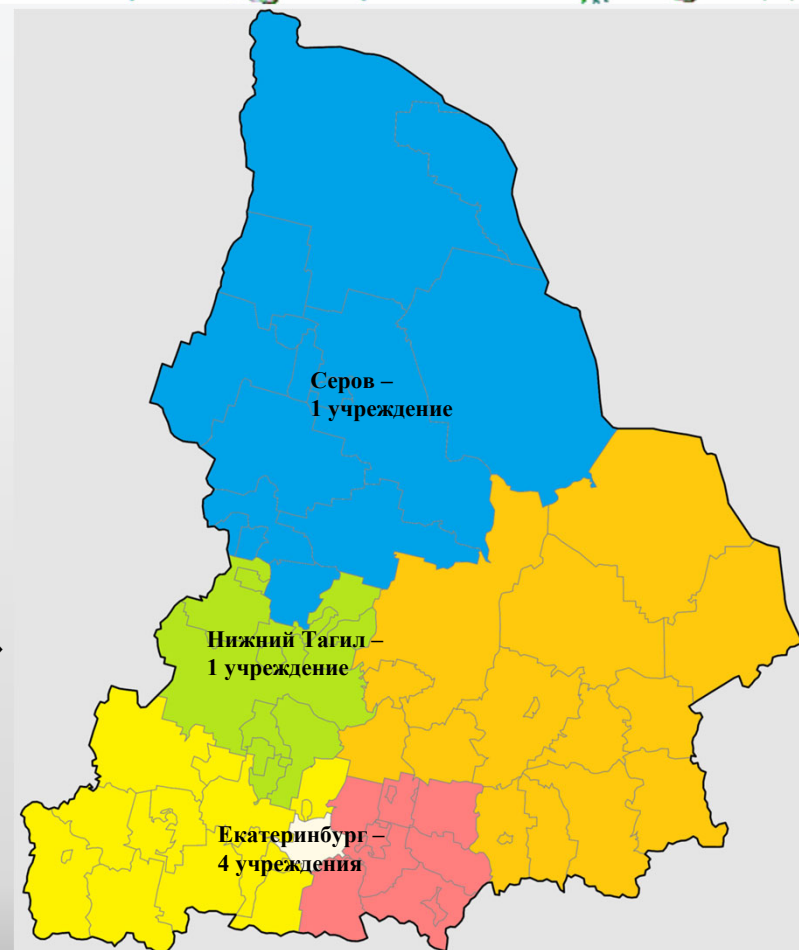 Серов –
1 учреждение
Нижний Тагил –
1 учреждение
Екатеринбург –
4 учреждения